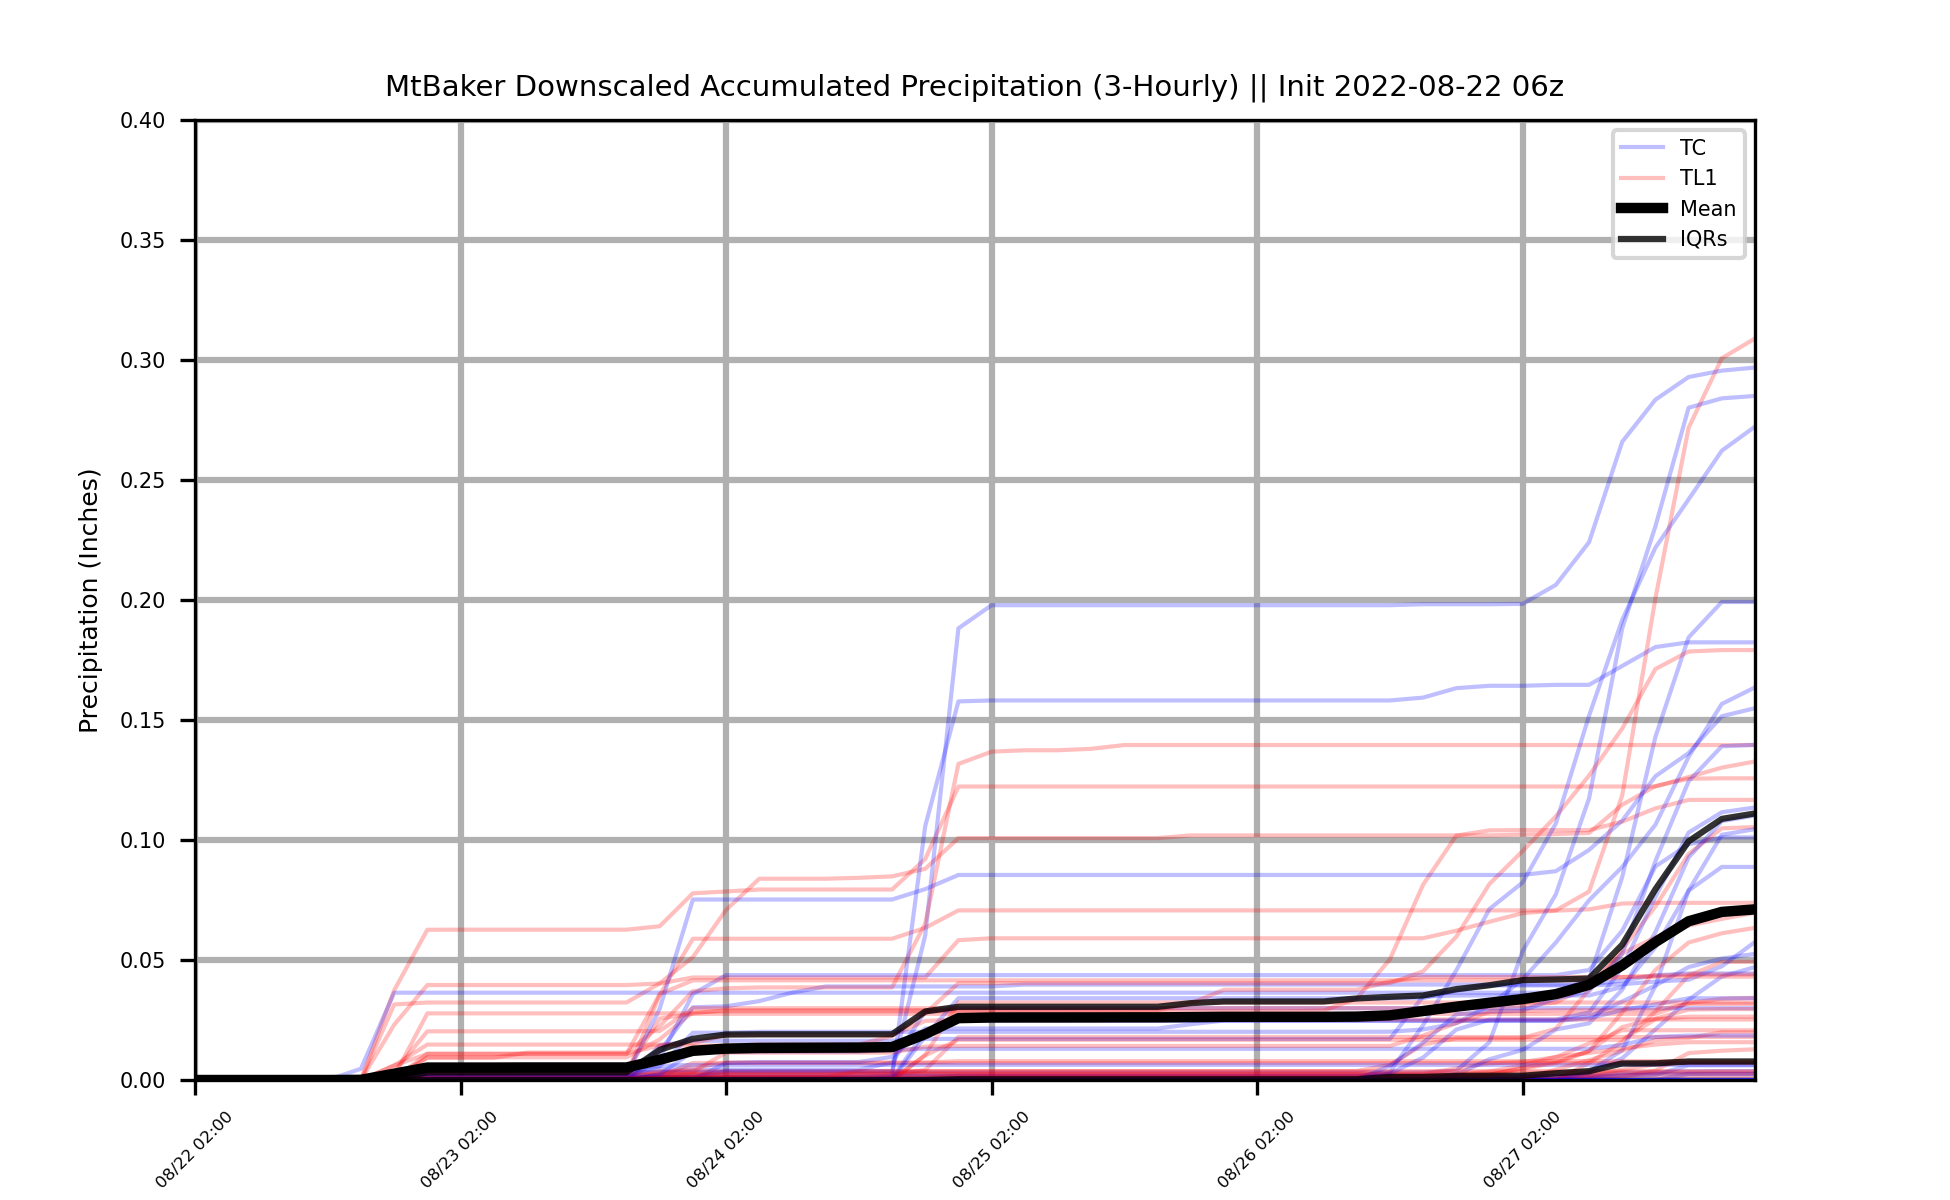 MtBaker Downscaled Accumulated Precipitation (3-Hourly) || Init 2022-08-22 06z
TC
TL1
Mean
IQRs
Precipitation (Inches)
0.40
0.35
0.30
0.25
0.20
0.15
0.10
0.05
0.00
08/22 02:00
08/23 02:00
08/24 02:00
08/25 02:00
08/26 02:00
08/27 02:00